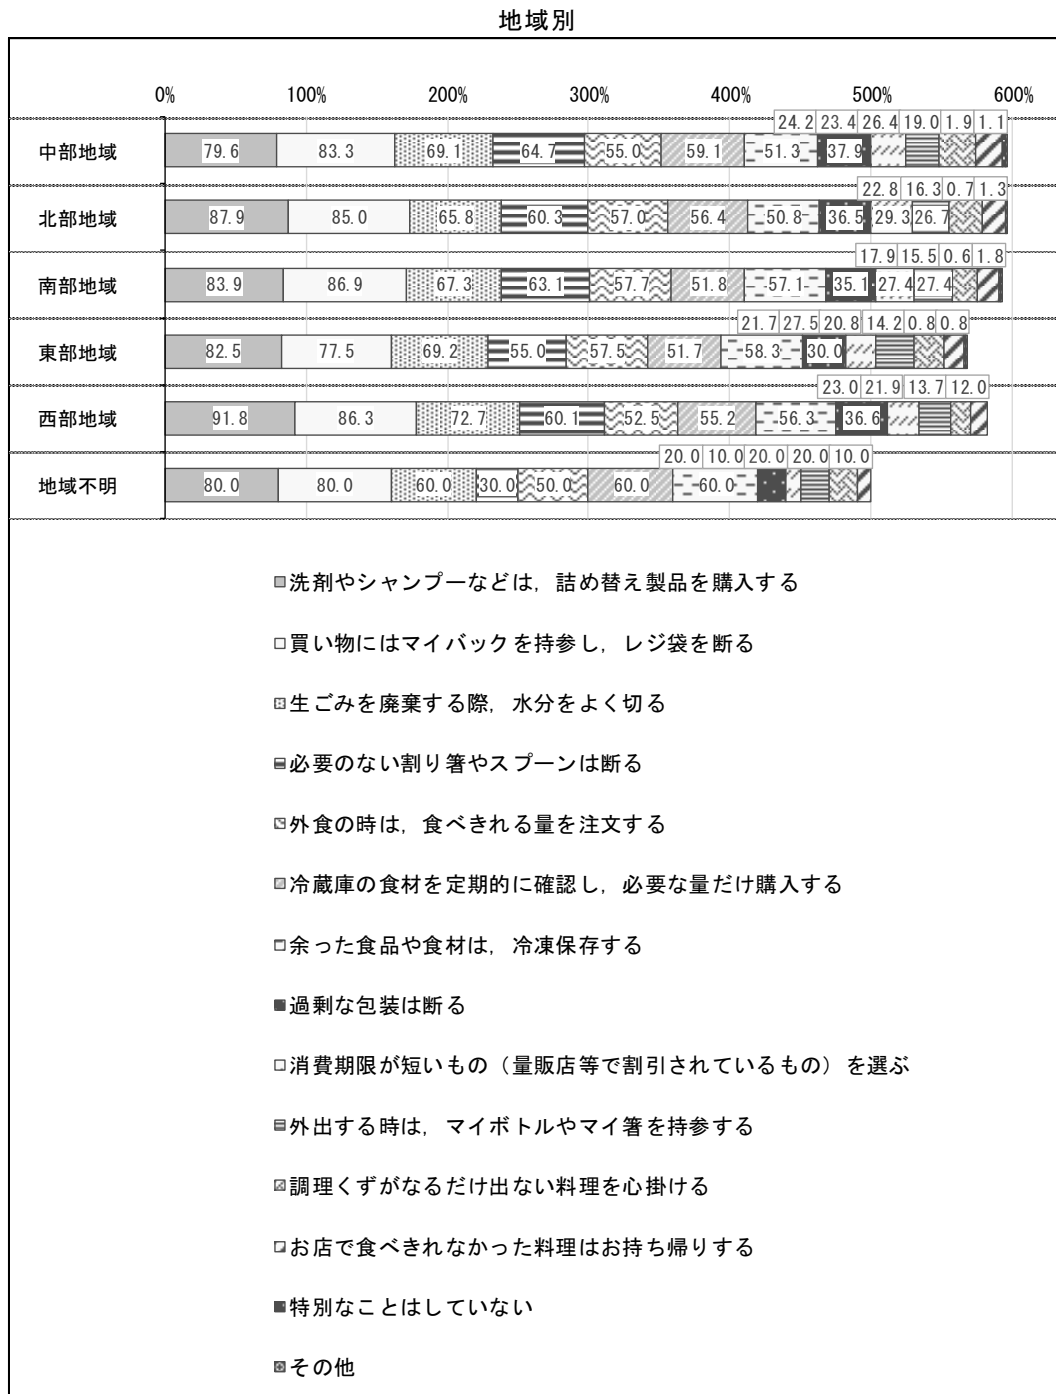 地域別
0% 100% 200% 300% 400% 500% 600%
24.2 23.4 26.4 19.0 1.9 1.1
中部地域 79.6 83.3 69.1 64.7 55.0 59.1 51.3 37.9
22.8 16.3 0.7 1.3
北部地域 87.9 85.0 65.8 60.3 57.0 56.4 50.8 36.5 29.3 26.7
17.9 15.5 0.6 1.8
南部地域 83.9 86.9 67.3 63.1 57.7 51.8 57.1 35.1 27.4 27.4
21.7 27.5 20.8 14.2 0.8 0.8
東部地域 82.5 77.5 69.2 55.0 57.5 51.7 58.3 30.0
23.0 21.9 13.7 12.0
西部地域 91.8 86.3 72.7 60.1 52.5 55.2 56.3 36.6
20.0 10.0 20.0 20.0 10.0
地域不明 80.0 80.0 60.0 30.0 50.0 60.0 60.0
洗剤やシャンプーなどは，詰め替え製品を購入する
買い物にはマイバックを持参し，レジ袋を断る
生ごみを廃棄する際，水分をよく切る
必要のない割り箸やスプーンは断る
外食の時は，食べきれる量を注文する
冷蔵庫の食材を定期的に確認し，必要な量だけ購入する
余った食品や食材は，冷凍保存する
過剰な包装は断る
消費期限が短いもの（量販店等で割引されているもの）を選ぶ
外出する時は，マイボトルやマイ箸を持参する
調理くずがなるだけ出ない料理を心掛ける
お店で食べきれなかった料理はお持ち帰りする
特別なことはしていない
その他